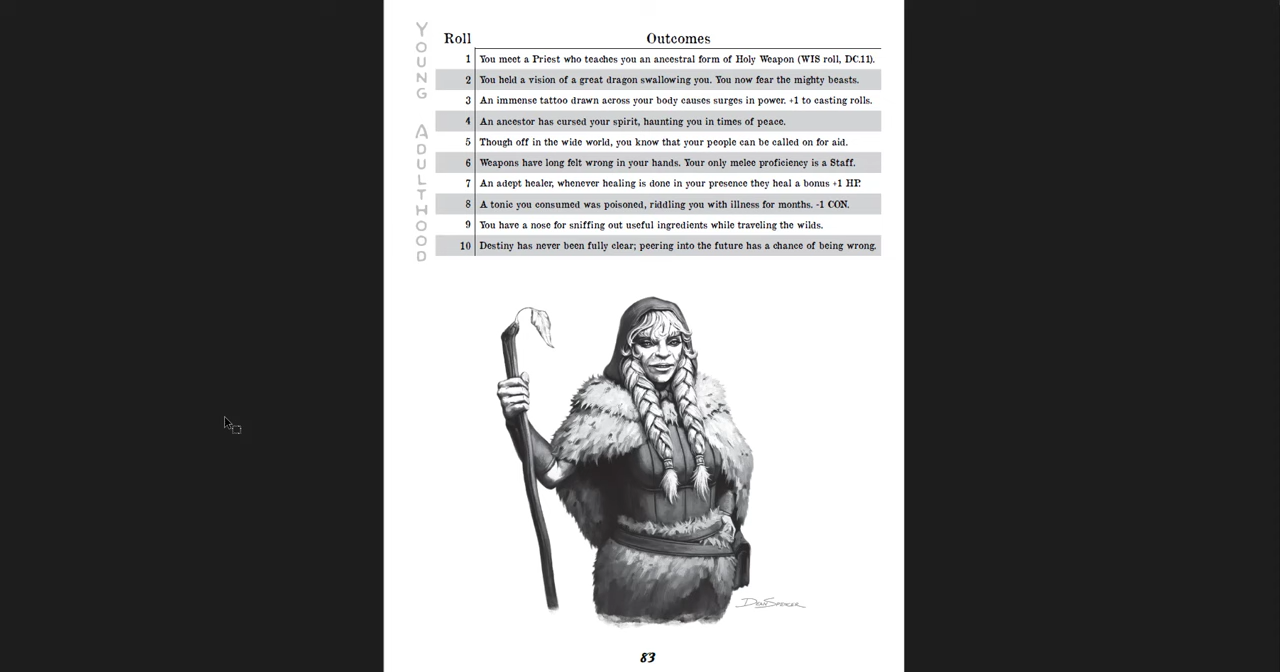 YOUNG ADULTHOOD
Roll Outcomes
1 You meet a Priest who teaches you an ancestral form of Holy Weapon (WIS roll, DC.11).
2 You held a vision of a great dragon swallowing you. You now fear the mighty beasts.
3 An immense tattoo drawn across your body causes surges in power. +1 to casting rolls.
4 An ancestor has cursed your spirit, haunting you in times of peace.
5 Though off in the wide world, you know that your people can be called on for aid.
6 Weapons have long felt wrong in your hands. Your only melee proficiency is a Staff.
7 An adept healer, whenever healing is done in your presence they heal a bonus +1 HP.
8 A tonic you consumed was poisoned, riddling you with illness for months. -1 CON.
9 You have a nose for sniffing out useful ingredients while traveling the wilds.
10 Destiny has never been fully clear; peering into the future has a chance of being wrong.
83